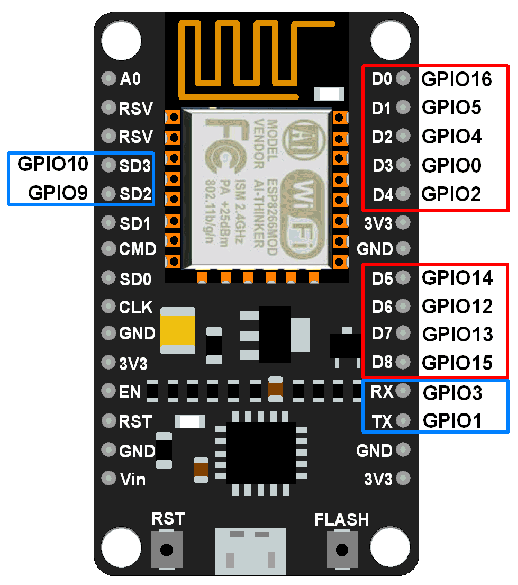 A0
RSV
RSV
GPIO10 SD3
GPIO9 SD2
SD1
CMD
SD0
CLK
GND
3V3
EN
RST
GND
Vin
MODEL ESP8266MOD
VENDOR AI-THINKER
ISM 2.4GHz
PA +25dBm
802.11b/g/n
FC
AI
WiFi
D0 GPIO16
D1 GPIO5
D2 GPIO4
D3 GPIO0
D4 GPIO2
3V3
GND
D5 GPIO14
D6 GPIO12
D7 GPIO13
D8 GPIO15
RX GPIO3
TX GPIO1
GND
3V3
RST
FLASH